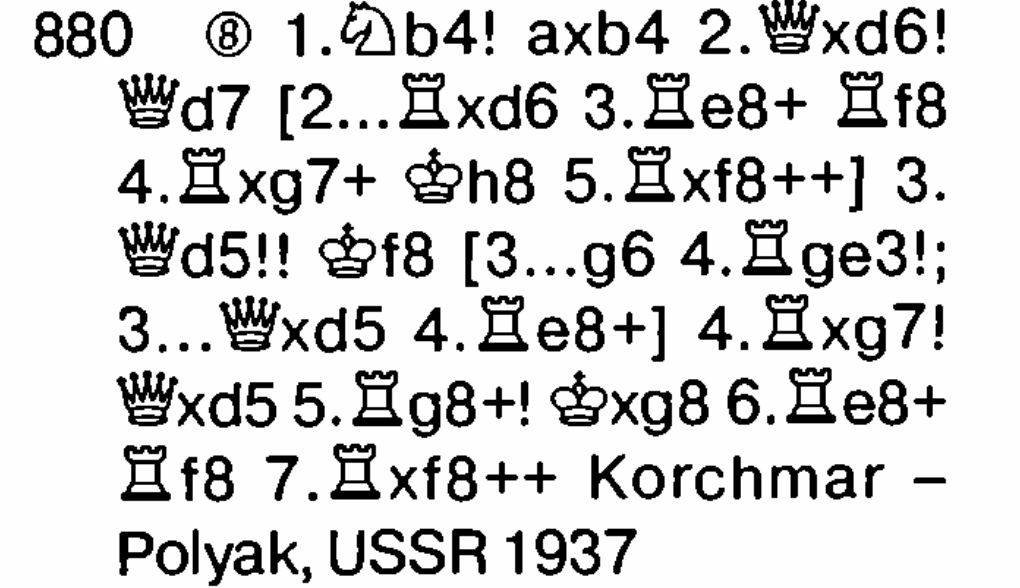 880 ⑧ 1.♘b4! axb4 2.♕xd6!
♕d7 [2...♖xd6 3.♖e8+ ♖f8
4.♖xg7+ ♔h8 5.♖xf8++] 3.
♕d5!! ♔f8 [3...g6 4.♖ge3!;
3...♕xd5 4.♖e8+] 4.♖xg7!
♕xd5 5.♖g8+! ♔xg8 6.♖e8+
♖f8 7.♖xf8++ Korchmar –
Polyak, USSR 1937